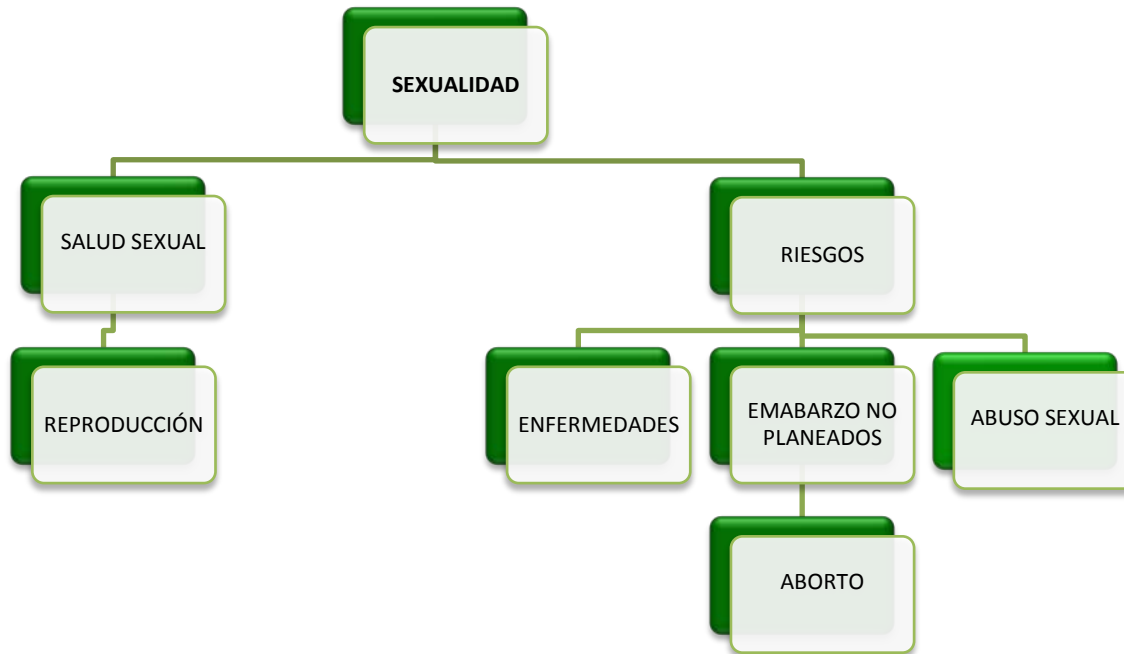 SEXUALIDAD
SALUD SEXUAL
RIESGOS
REPRODUCCIÓN
ENFERMEDADES
EMABARZO NO
PLANEADOS
ABUSO SEXUAL
ABORTO